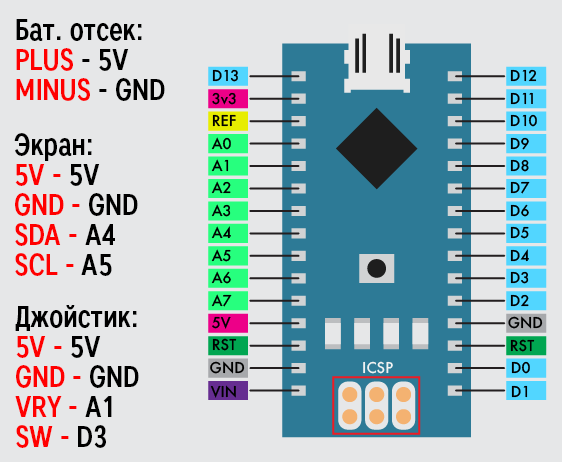 Бат. отсек:
PLUS - 5V
MINUS - GND
Экран:
5V - 5V
GND - GND
SDA - A4
SCL - A5
Джойстик:
5V - 5V
GND - GND
VRY - A1
SW - D3
D13
3v3
REF
A0
A1
A2
A3
A4
A5
A6
A7
5V
RST
GND
VIN
ICSP
D12
D11
D10
D9
D8
D7
D6
D5
D4
D3
D2
GND
RST
D0
D1